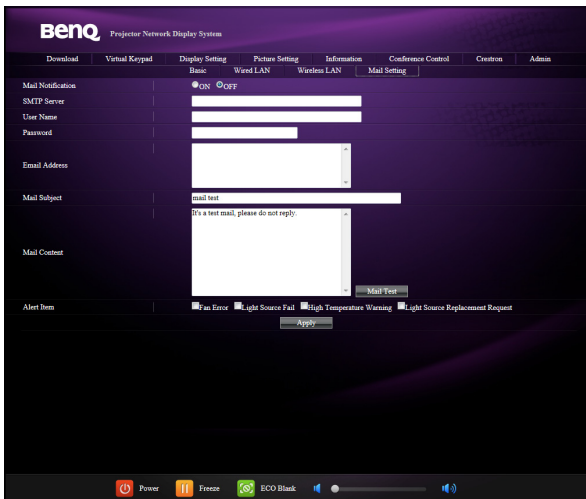 BenQ Projector Network Display System
Download Virtual Keypad Display Setting Picture Setting Information Conference Control Crestron Admin
Basic Wired LAN Wireless LAN Mail Setting
Mail Notification ON OFF
SMTP Server
User Name
Password
Email Address
Mail Subject mail test
It's a test mail, please do not reply.
Mail Content
Mail Test
Alert Item Fan Error Light Source Fail High Temperature Warning Light Source Replacement Request
Apply
Power Freeze ECO Blank